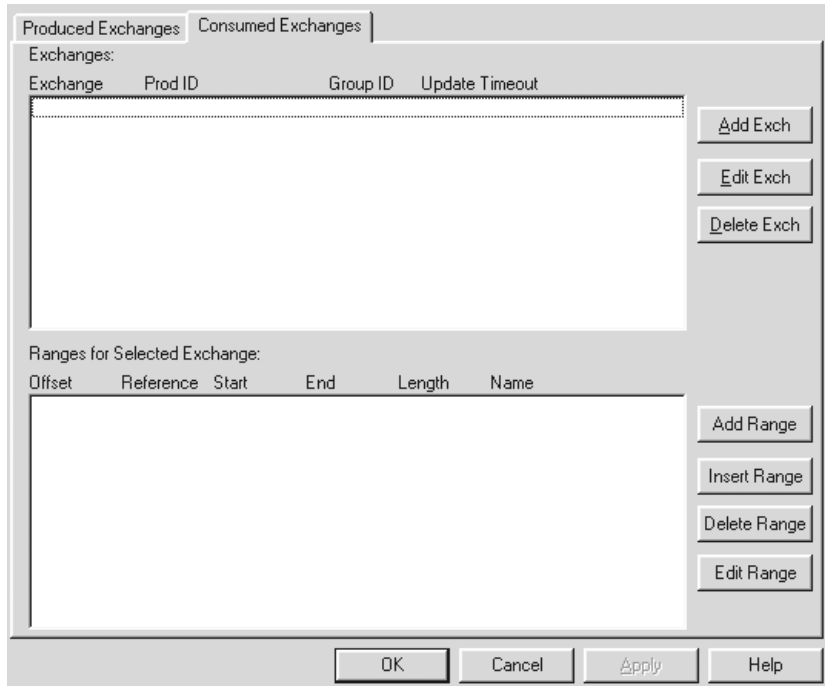 Produced Exchanges Consumed Exchanges
Exchanges:
Exchange Prod ID Group ID Update Timeout
Add Exch
Edit Exch
Delete Exch
Ranges for Selected Exchange:
Offset Reference Start End Length Name
Add Range
Insert Range
Delete Range
Edit Range
OK Cancel Apply Help